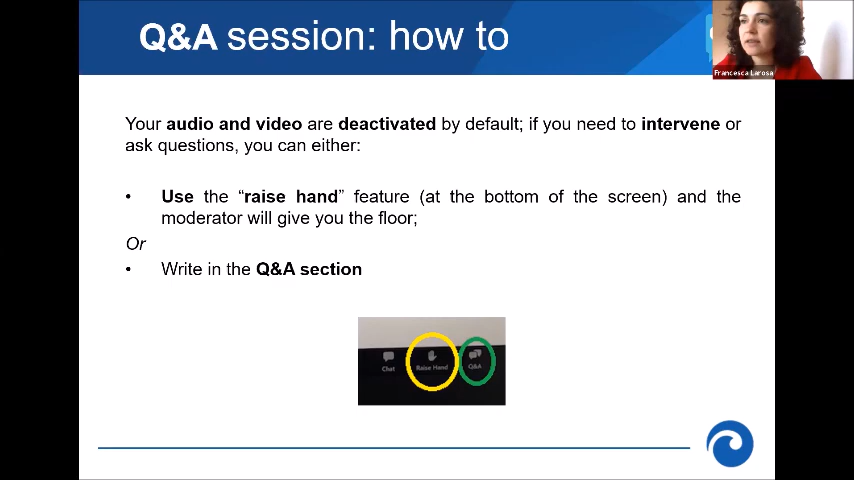 Q&A session: how to
Francesca Larosa
Your audio and video are deactivated by default; if you need to intervene or
ask questions, you can either:
• Use the “raise hand” feature (at the bottom of the screen) and the
moderator will give you the floor;
Or
• Write in the Q&A section
Chat Raise Hand Q&A